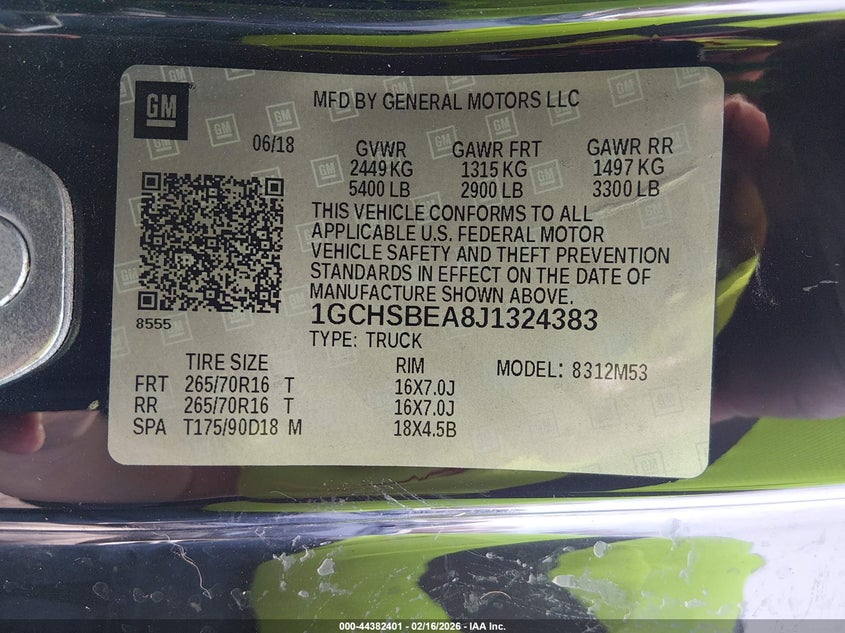 GM
MFD BY GENERAL MOTORS LLC
06/18
GVWR GAWR FRT GAWR RR
2449 KG 1315 KG 1497 KG
5400 LB 2900 LB 3300 LB
THIS VEHICLE CONFORMS TO ALL
APPLICABLE U.S. FEDERAL MOTOR
VEHICLE SAFETY AND THEFT PREVENTION
STANDARDS IN EFFECT ON THE DATE OF
MANUFACTURE SHOWN ABOVE.
8555
1GCHSBEA8J1324383
TYPE: TRUCK
TIRE SIZE RIM MODEL: 8312M53
FRT 265/70R16 T 16X7.0J
RR 265/70R16 T 16X7.0J
SPA T175/90D18 M 18X4.5B
000-44382401 - 02/16/2026 - IAA Inc.